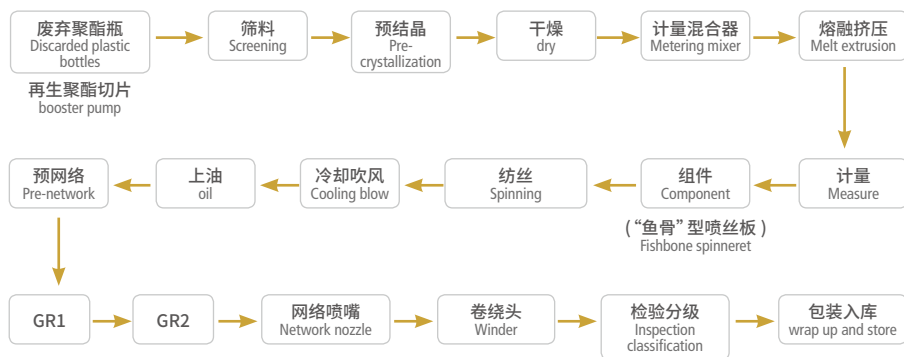 废弃聚酯瓶
Discarded plastic
bottles
再生聚酯切片
booster pump
筛料
Screening
预结晶
Pre-
crystallization
干燥
dry
计量混合器
Metering mixer
熔融挤压
Melt extrusion
计量
Measure
组件
Component
(“鱼骨” 型喷丝板)
Fishbone spinneret
纺丝
Spinning
冷却吹风
Cooling blow
上油
oil
预网络
Pre-network
GR1
GR2
网络喷嘴
Network nozzle
卷绕头
Winder
检验分级
Inspection
classification
包装入库
wrap up and store